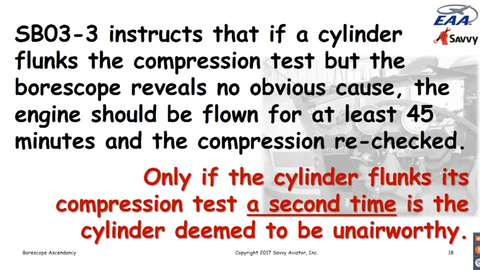 EAA
SAVVY
SB03-3 instructs that if a cylinder
flunks the compression test but the
borescope reveals no obvious cause, the
engine should be flown for at least 45
minutes and the compression re-checked.
Only if the cylinder flunks its
compression test a second time is the
cylinder deemed to be unairworthy.
Borescope Ascendancy
Copyright 2017 Savvy Aviator, Inc.
18